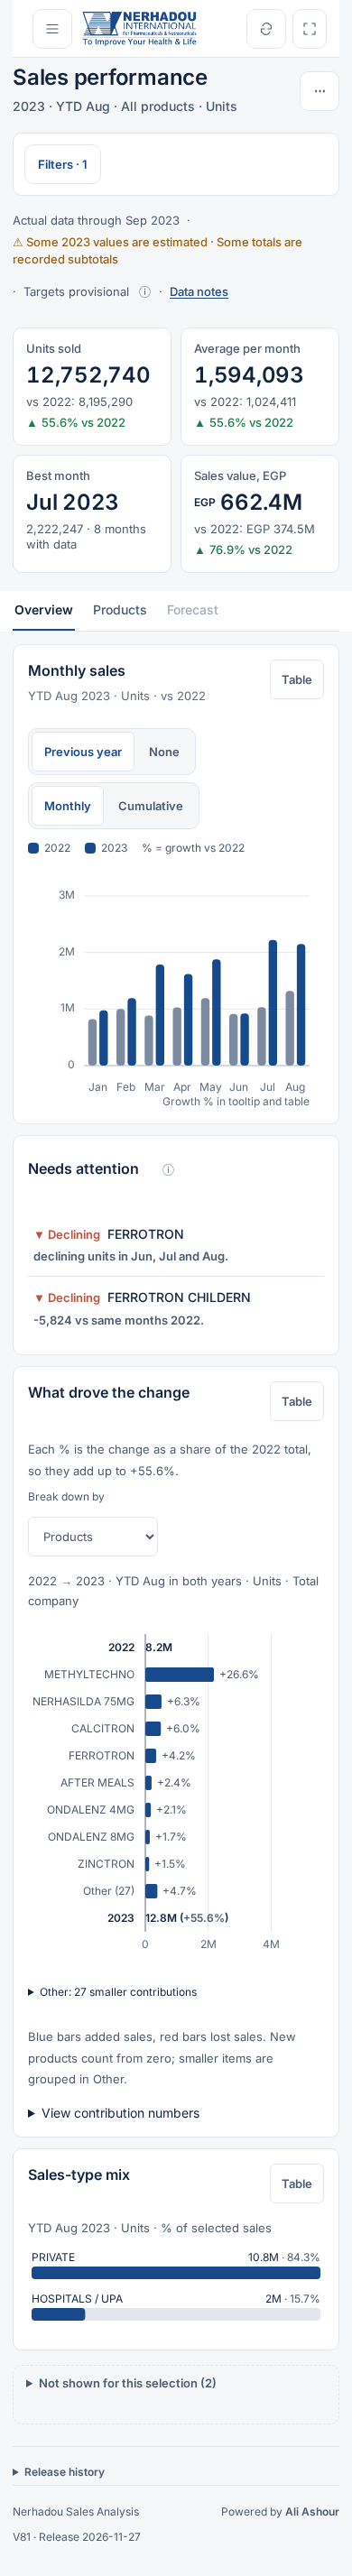 NERHADOU
INTERNATIONAL
for Pharmaceuticals & Nutraceuticals
To Improve Your Health & Life
Sales performance
2023 · YTD Aug · All products · Units
Filters · 1
Actual data through Sep 2023 ·
⚠ Some 2023 values are estimated · Some totals are
recorded subtotals
· Targets provisional ⓘ · Data notes
Units sold
12,752,740
vs 2022: 8,195,290
▲ 55.6% vs 2022
Average per month
1,594,093
vs 2022: 1,024,411
▲ 55.6% vs 2022
Best month
Jul 2023
2,222,247 · 8 months
with data
Sales value, EGP
EGP 662.4M
vs 2022: EGP 374.5M
▲ 76.9% vs 2022
Overview Products Forecast
Monthly sales
Table
YTD Aug 2023 · Units · vs 2022
Previous year None
Monthly Cumulative
2022 2023 % = growth vs 2022
3M
2M
1M
0
Jan Feb Mar Apr May Jun Jul Aug
Growth % in tooltip and table
Needs attention ⓘ
▼ Declining FERROTRON
declining units in Jun, Jul and Aug.
▼ Declining FERROTRON CHILDERN
-5,824 vs same months 2022.
What drove the change
Table
Each % is the change as a share of the 2022 total,
so they add up to +55.6%.
Break down by
Products
2022 → 2023 · YTD Aug in both years · Units · Total
company
2022 8.2M
METHYLTECHNO +26.6%
NERHASILDA 75MG +6.3%
CALCITRON +6.0%
FERROTRON +4.2%
AFTER MEALS +2.4%
ONDALENZ 4MG +2.1%
ONDALENZ 8MG +1.7%
ZINCTRON +1.5%
Other (27) +4.7%
2023 12.8M (+55.6%)
0 2M 4M
▶ Other: 27 smaller contributions
Blue bars added sales, red bars lost sales. New
products count from zero; smaller items are
grouped in Other.
▶ View contribution numbers
Sales-type mix
Table
YTD Aug 2023 · Units · % of selected sales
PRIVATE 10.8M · 84.3%
HOSPITALS / UPA 2M · 15.7%
▶ Not shown for this selection (2)
▶ Release history
Nerhadou Sales Analysis Powered by Ali Ashour
V81 · Release 2026-11-27